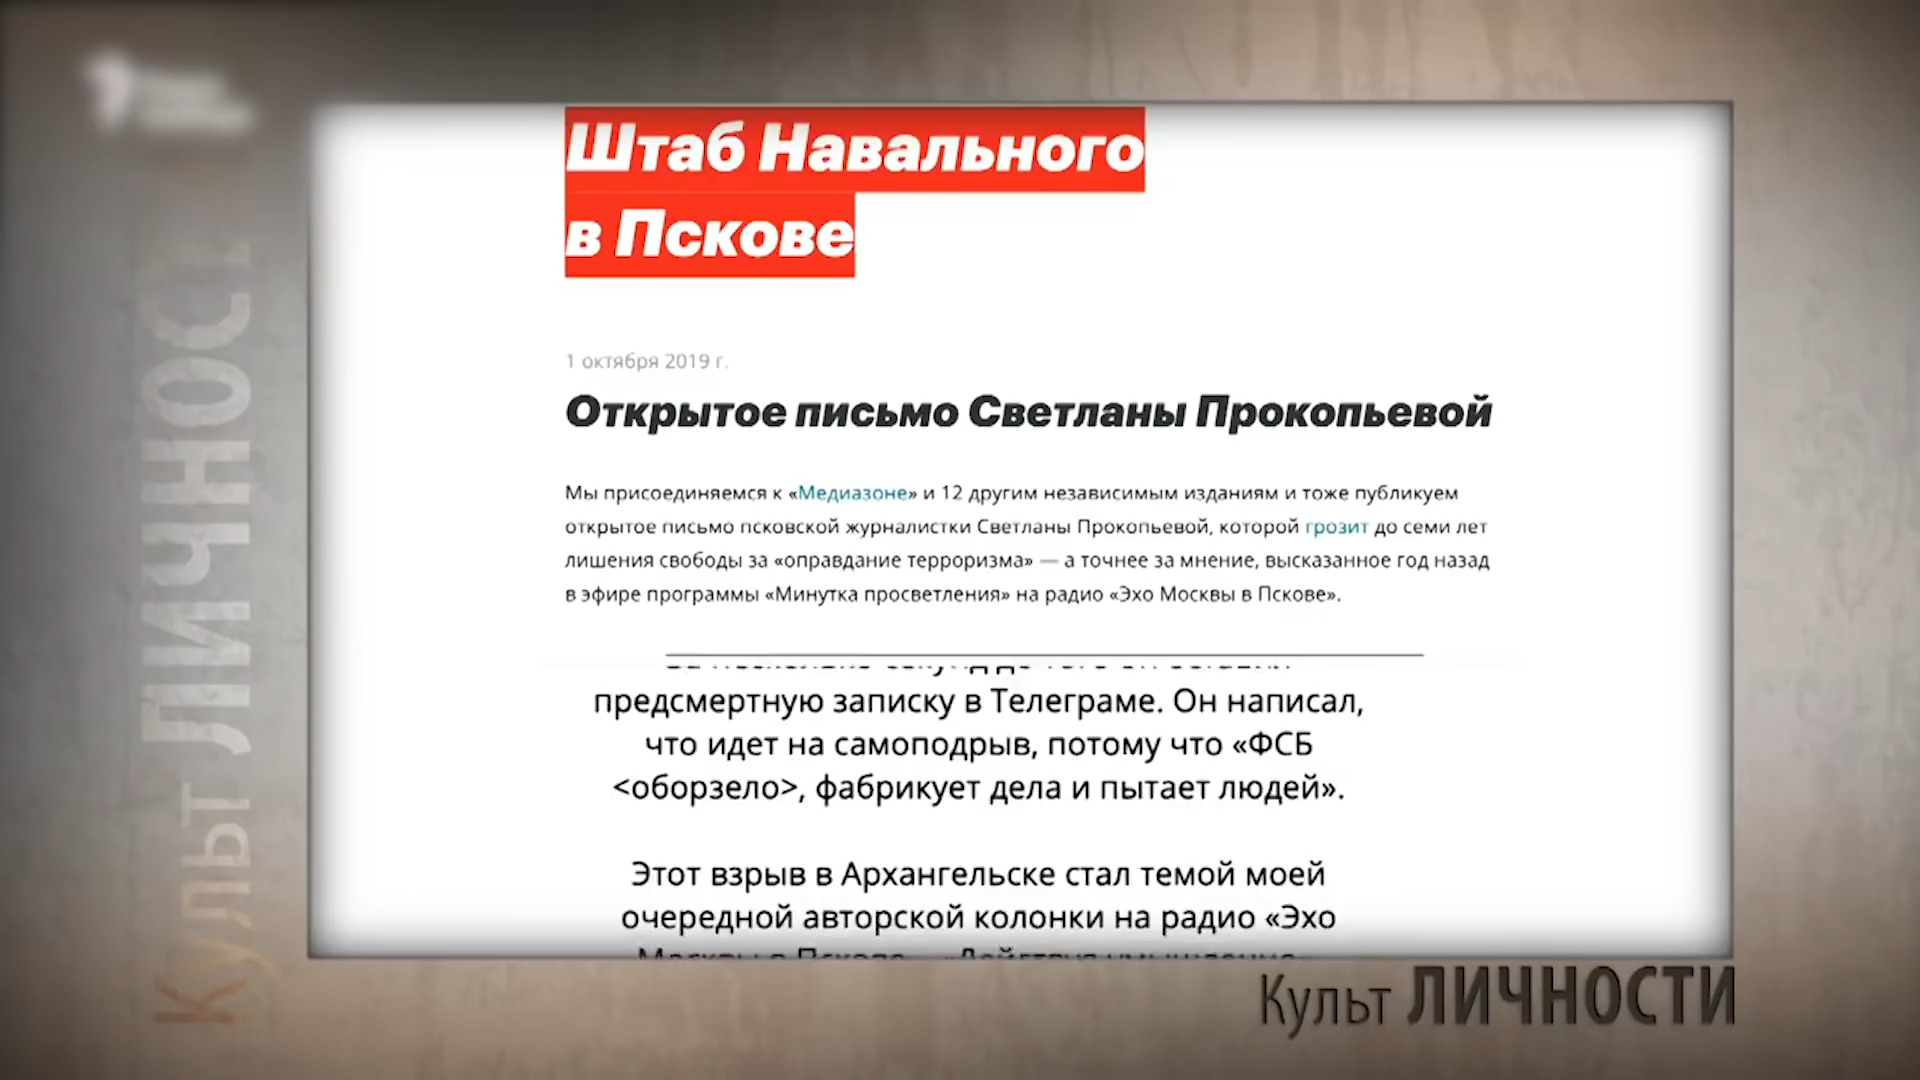 Штаб Навального
в Пскове
1 октября 2019 г.
Открытое письмо Светланы Прокопьевой
Мы присоединяемся к «Медиазоне» и 12 другим независимым изданиям и тоже публикуем
открытое письмо псковской журналистки Светланы Прокопьевой, которой грозит до семи лет
лишения свободы за «оправдание терроризма» — а точнее за мнение, высказанное год назад
в эфире программы «Минутка просветления» на радио «Эхо Москвы в Пскове».
предсмертную записку в Телеграме. Он написал,
что идет на самоподрыв, потому что «ФСБ
<оборзело>, фабрикует дела и пытает людей».
Этот взрыв в Архангельске стал темой моей
очередной авторской колонки на радио «Эхо
Москвы в Пскове
Культ ЛИЧНОС
Культ ЛИЧНОСТИ